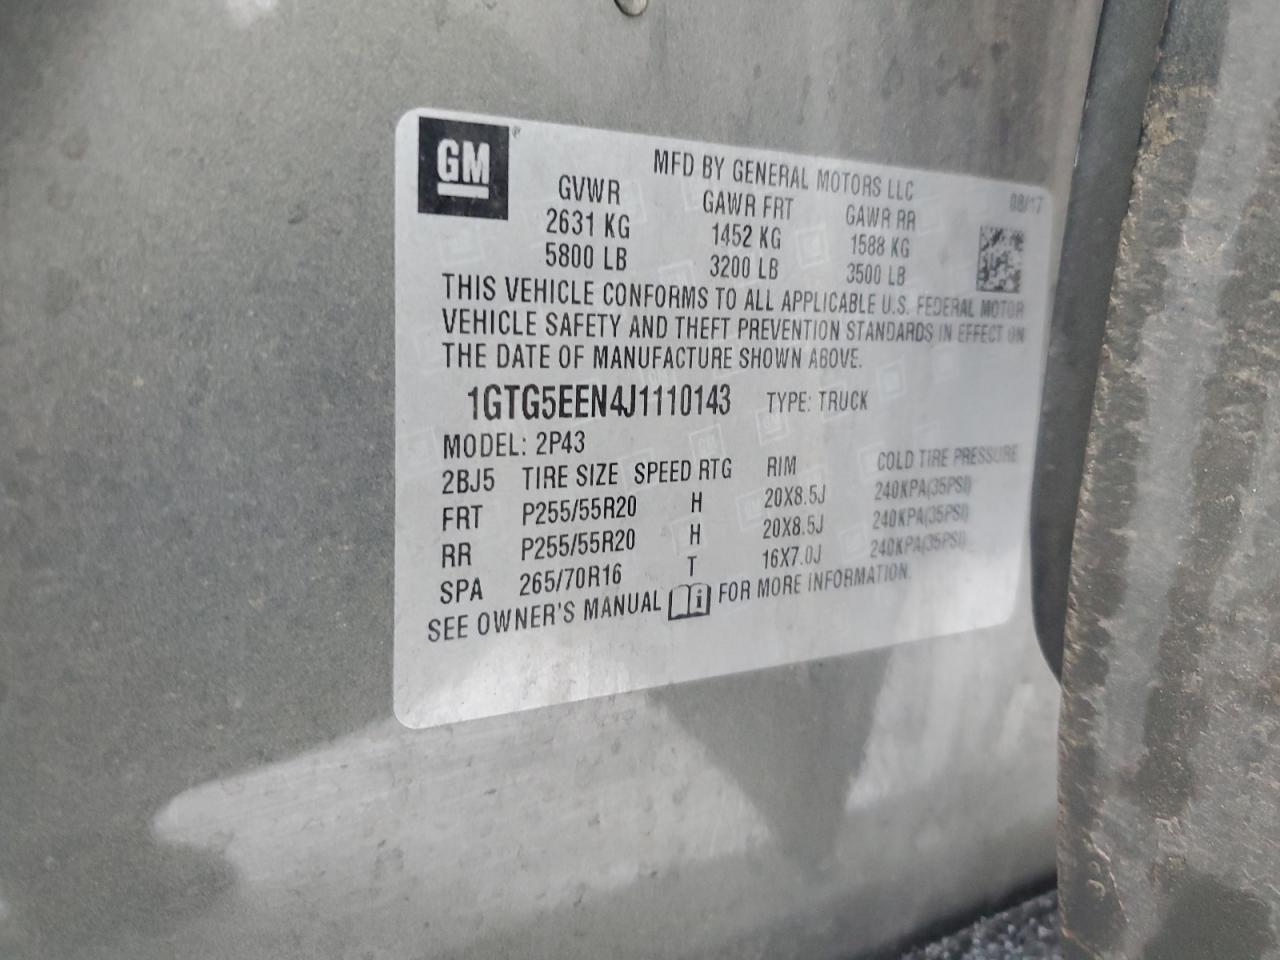 GM
MFD BY GENERAL MOTORS LLC
08/17
GVWR GAWR FRT GAWR RR
2631 KG 1452 KG 1588 KG
5800 LB 3200 LB 3500 LB
THIS VEHICLE CONFORMS TO ALL APPLICABLE U.S. FEDERAL MOTOR
VEHICLE SAFETY AND THEFT PREVENTION STANDARDS IN EFFECT ON
THE DATE OF MANUFACTURE SHOWN ABOVE.
1GTG5EEN4J1110143 TYPE: TRUCK
MODEL: 2P43
2BJ5 TIRE SIZE SPEED RTG RIM COLD TIRE PRESSURE
FRT P255/55R20 H 20X8.5J 240KPA(35PSI)
RR P255/55R20 H 20X8.5J 240KPA(35PSI)
SPA 265/70R16 T 16X7.0J 240KPA(35PSI)
SEE OWNER'S MANUAL FOR MORE INFORMATION.